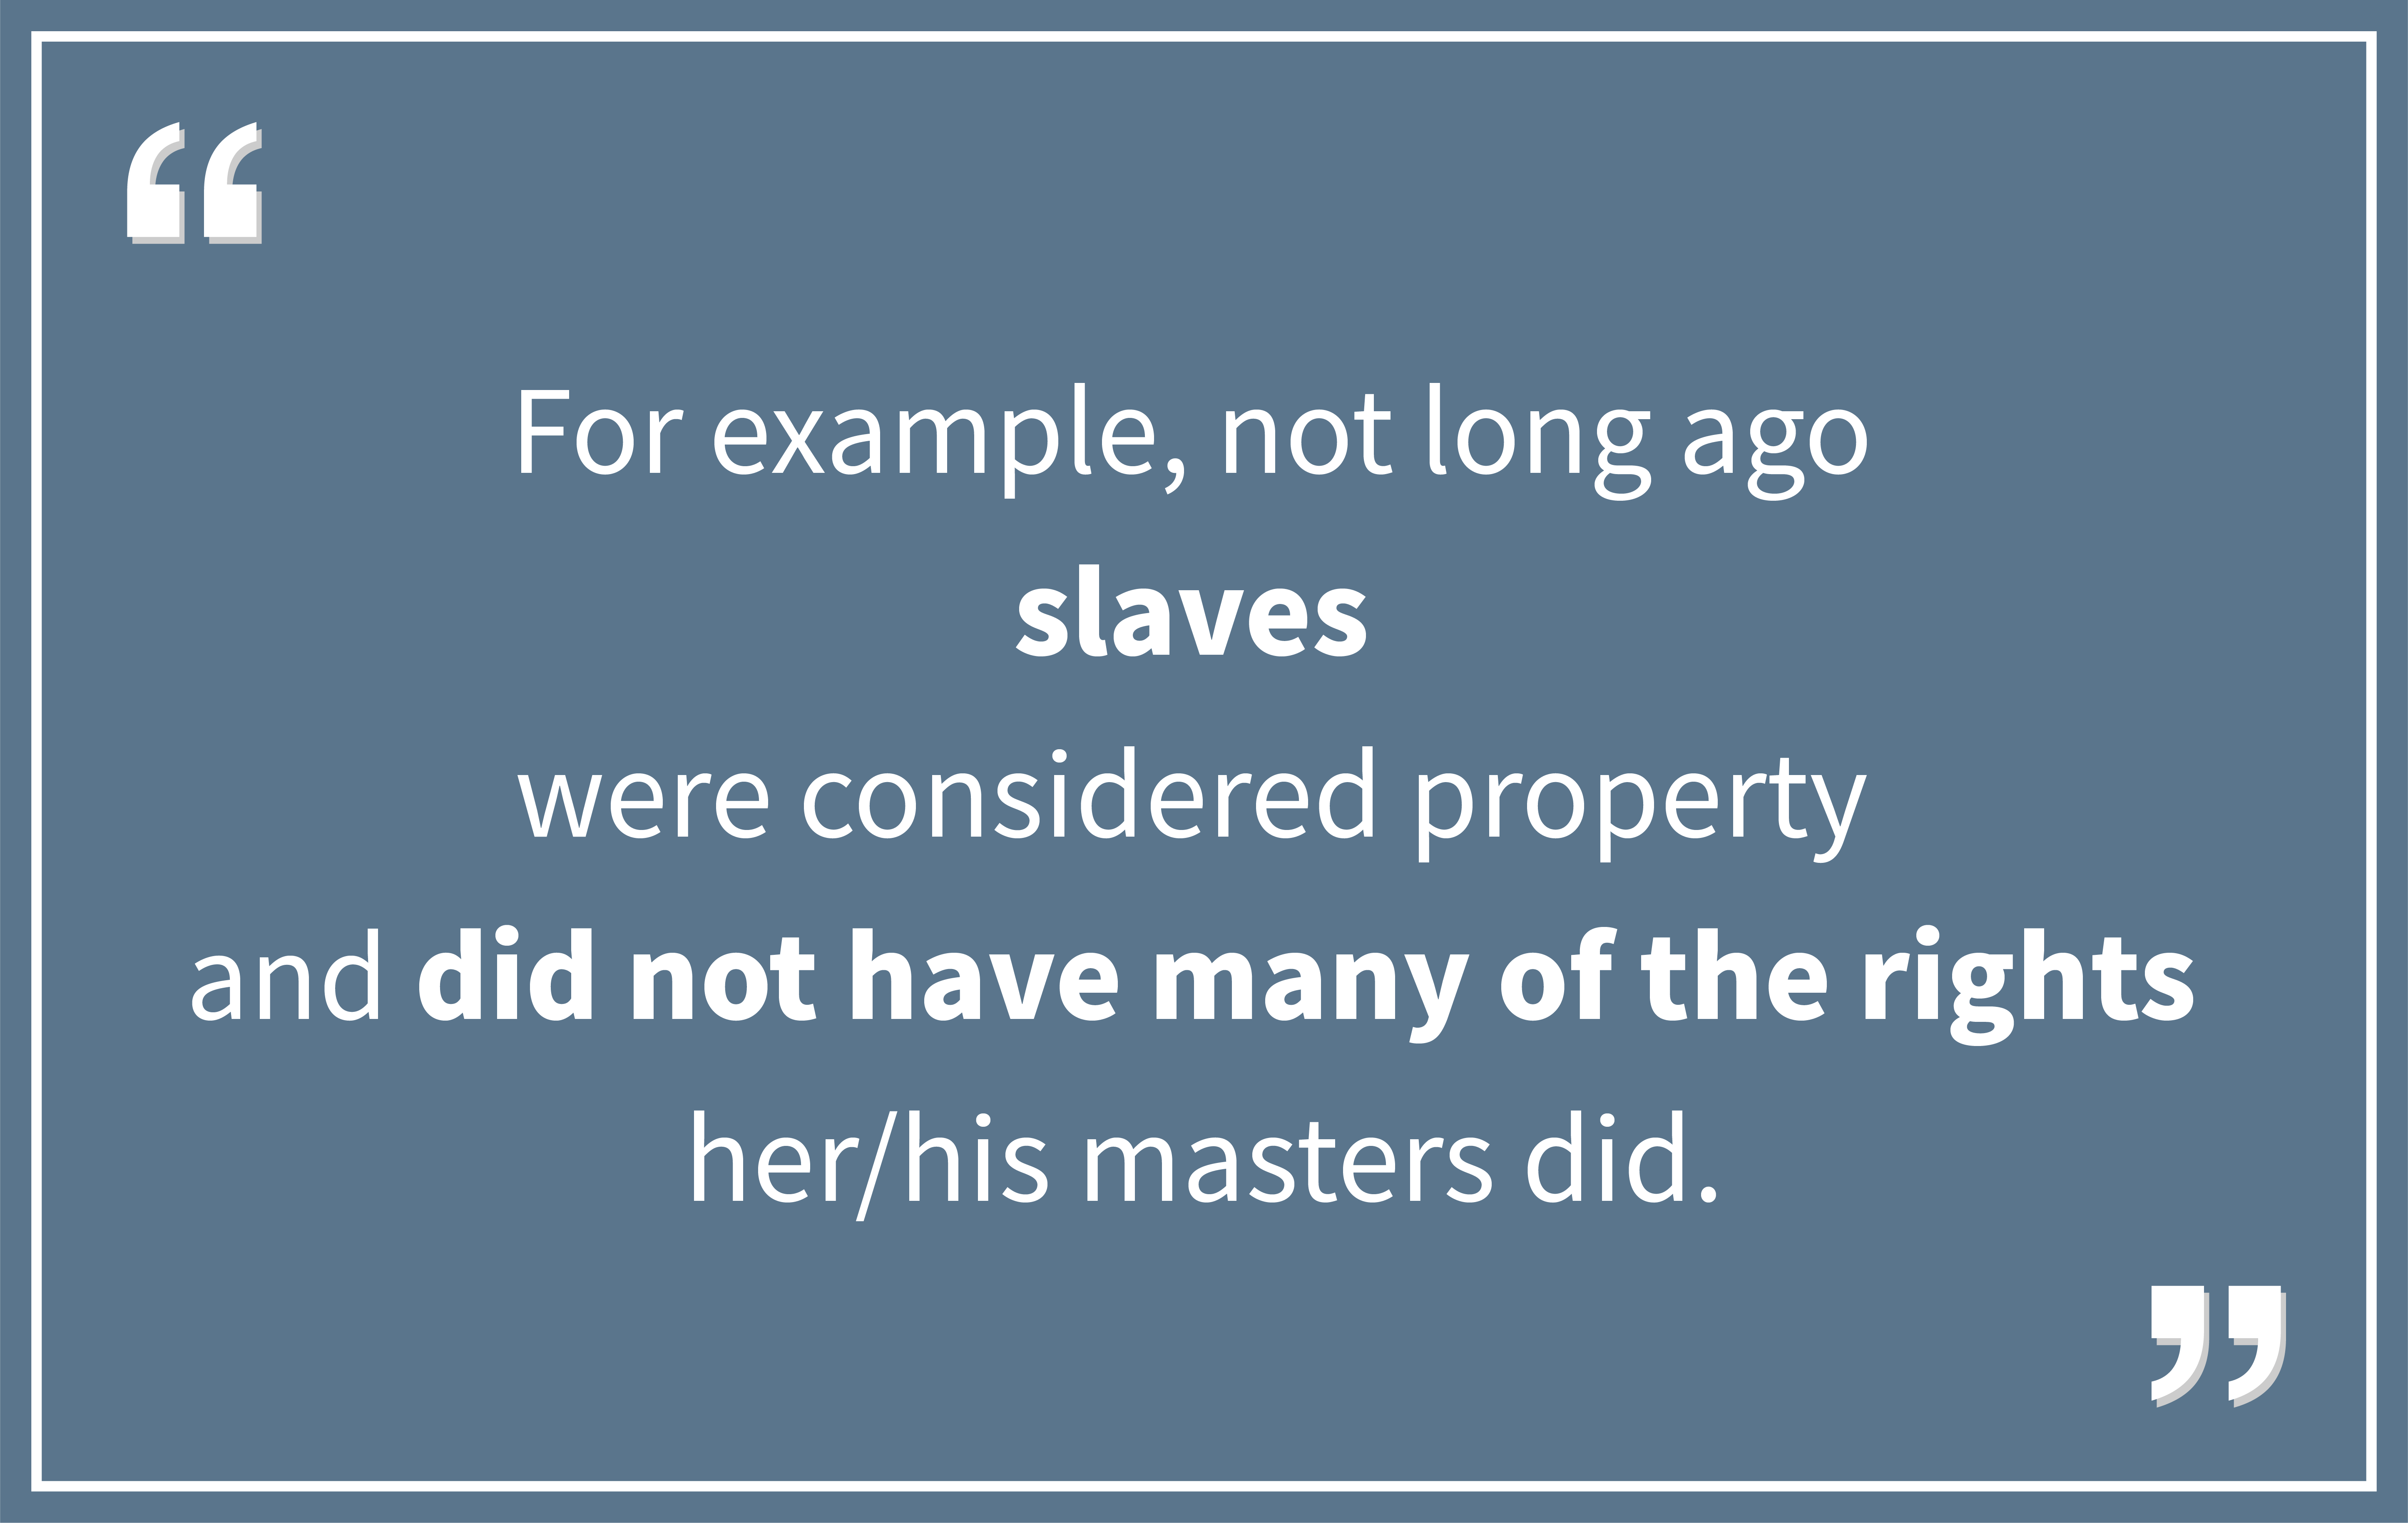 “
For example, not long ago
slaves
were considered property
and did not have many of the rights
her/his masters did.
”